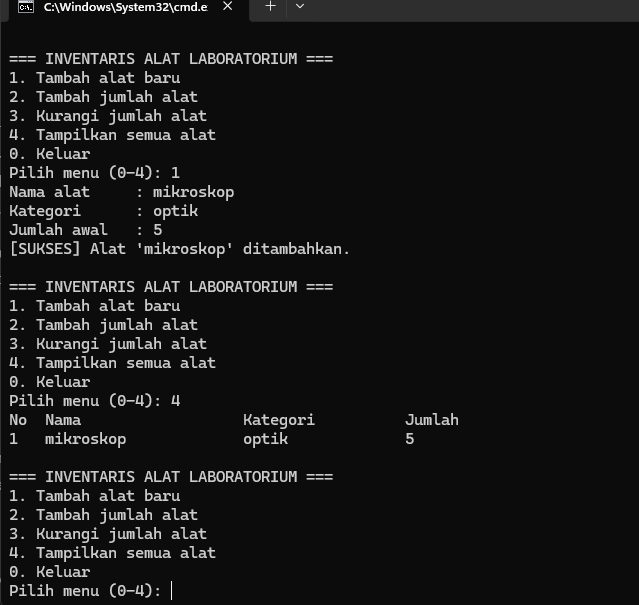 C:\Windows\System32\cmd.e
=== INVENTARIS ALAT LABORATORIUM ===
1. Tambah alat baru
2. Tambah jumlah alat
3. Kurangi jumlah alat
4. Tampilkan semua alat
0. Keluar
Pilih menu (0-4): 1
Nama alat     : mikroskop
Kategori      : optik
Jumlah awal   : 5
[SUKSES] Alat 'mikroskop' ditambahkan.
=== INVENTARIS ALAT LABORATORIUM ===
1. Tambah alat baru
2. Tambah jumlah alat
3. Kurangi jumlah alat
4. Tampilkan semua alat
0. Keluar
Pilih menu (0-4): 4
No  Nama                  Kategori          Jumlah
1   mikroskop             optik             5
=== INVENTARIS ALAT LABORATORIUM ===
1. Tambah alat baru
2. Tambah jumlah alat
3. Kurangi jumlah alat
4. Tampilkan semua alat
0. Keluar
Pilih menu (0-4):